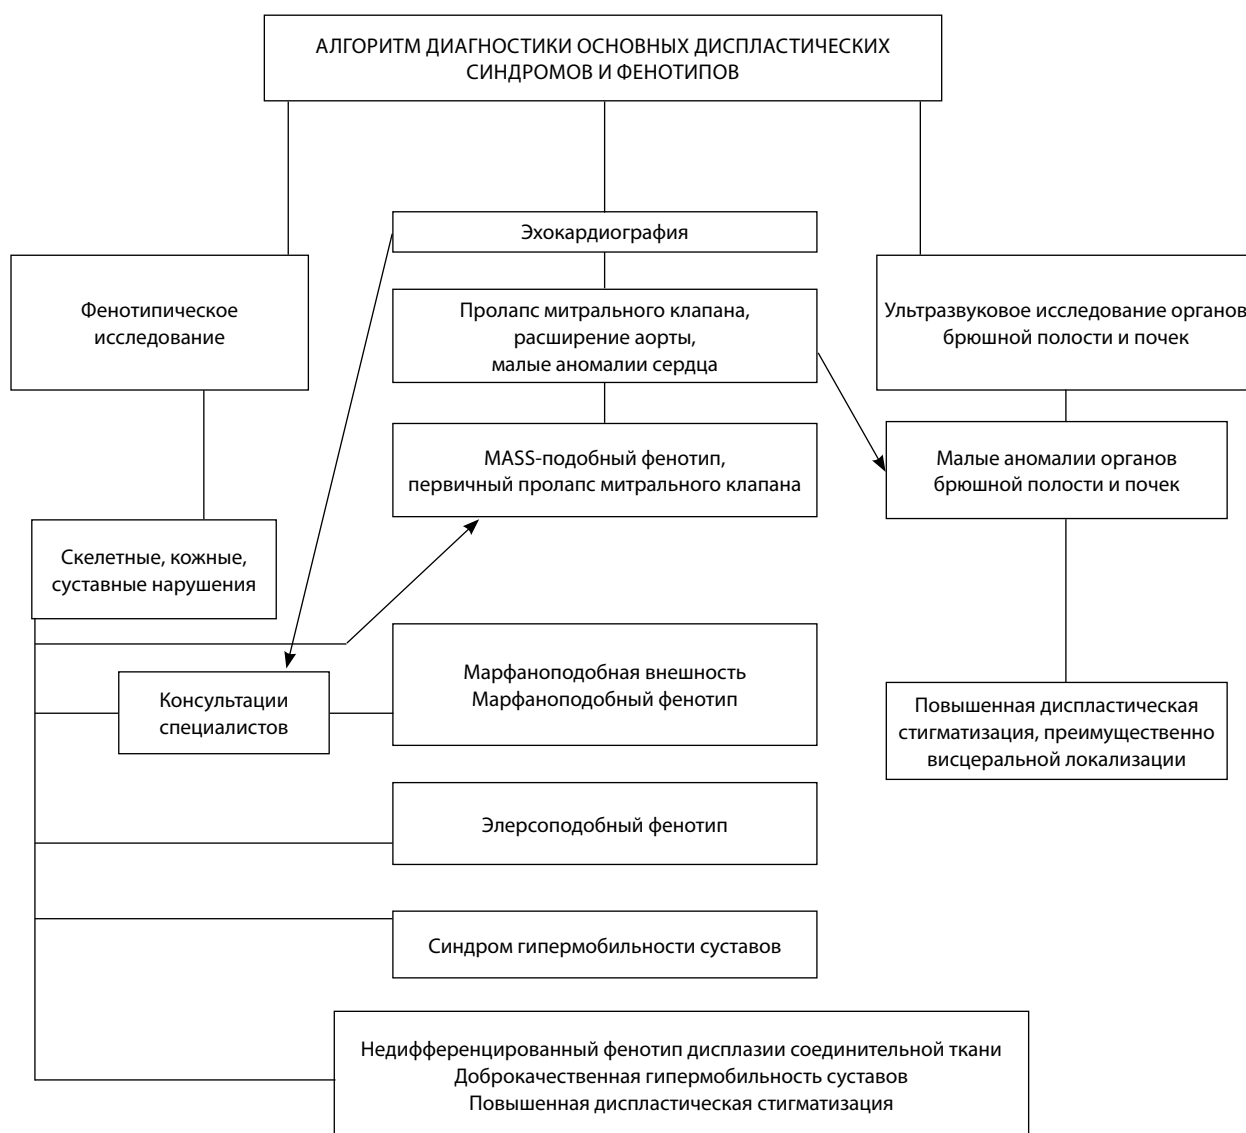 АЛГОРИТМ ДИАГНОСТИКИ ОСНОВНЫХ ДИСПЛАСТИЧЕСКИХ
СИНДРОМОВ И ФЕНОТИПОВ
Эхокардиография
Фенотипическое
исследование
Пролапс митрального клапана,
расширение аорты,
малые аномалии сердца
Ультразвуковое исследование органов
брюшной полости и почек
MASS-подобный фенотип,
первичный пролапс митрального клапана
Малые аномалии органов
брюшной полости и почек
Скелетные, кожные,
суставные нарушения
Консультации
специалистов
Марфаноподобная внешность
Марфаноподобный фенотип
Повышенная диспластическая
стигматизация, преимущественно
висцеральной локализации
Элерсоподобный фенотип
Синдром гипермобильности суставов
Недифференцированный фенотип дисплазии соединительной ткани
Доброкачественная гипермобильность суставов
Повышенная диспластическая стигматизация